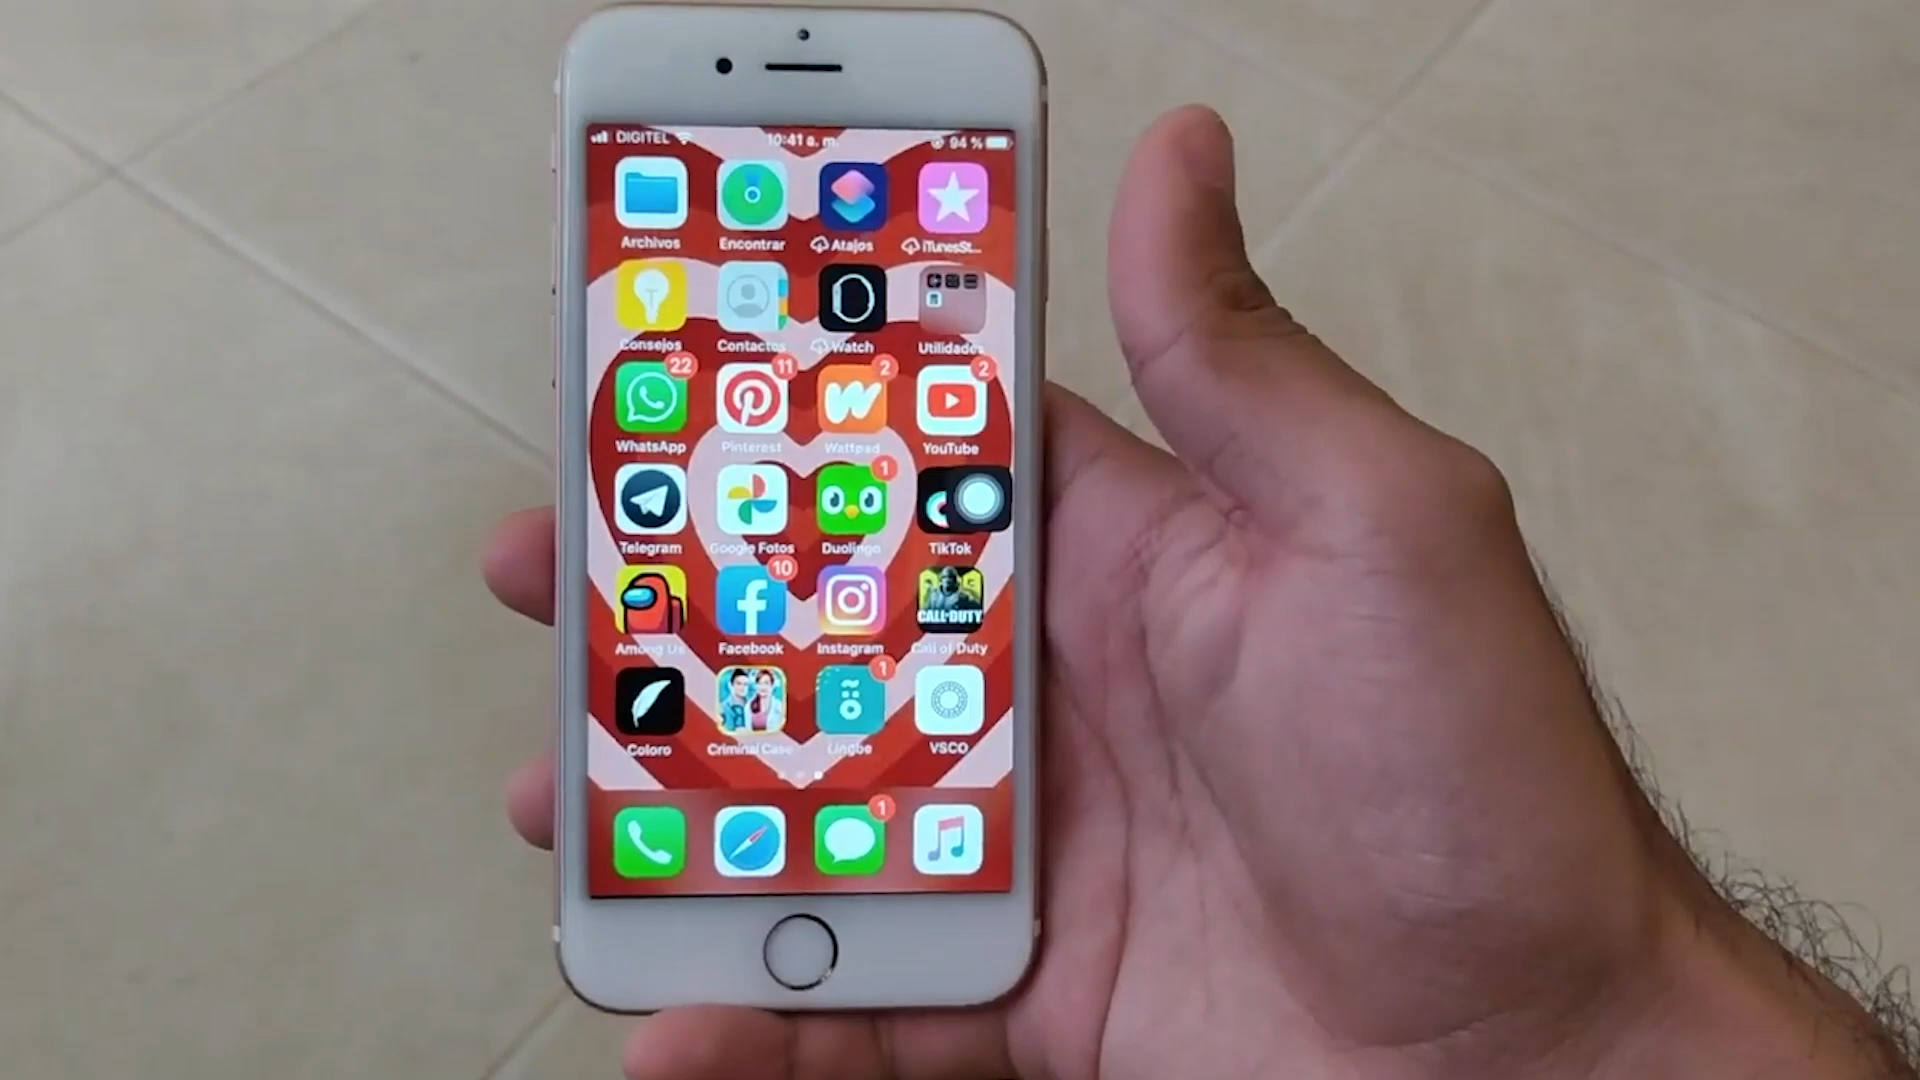 DIGITEL 10:41 a. m. 94 %
Archivos Encontrar Atajos iTunesSt...
Consejos Contactos Watch Utilidades
22 11 2 2
WhatsApp Pinterest Wattpad YouTube
1
Telegram Google Fotos Duolingo TikTok
10
CALL OF DUTY
Among Us Facebook Instagram Call of Duty
1
Coloro Criminal Case Lingbe VSCO
1